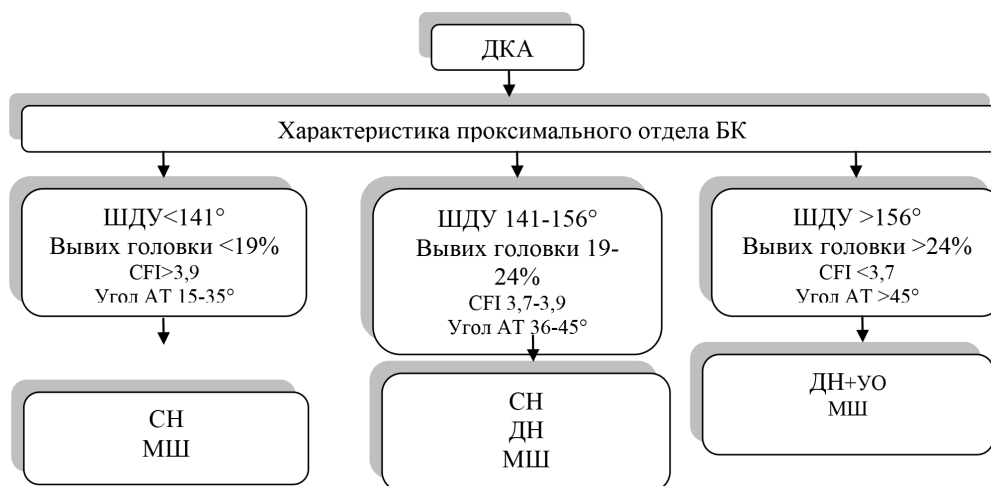 ДКА
Характеристика проксимального отдела БК
ШДУ<141°
Вывих головки <19%
CFI>3,9
Угол АТ 15-35°
ШДУ 141-156°
Вывих головки 19-
24%
CFI 3,7-3,9
Угол АТ 36-45°
ШДУ >156°
Вывих головки >24%
CFI <3,7
Угол АТ >45°
СН
МШ
СН
ДН
МШ
ДН+УО
МШ